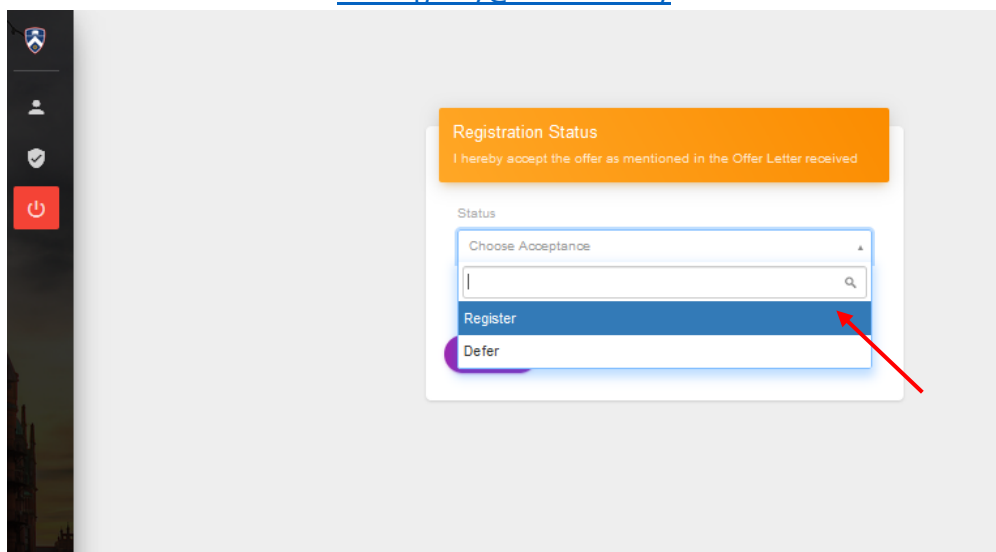 Registration Status
I hereby accept the offer as mentioned in the Offer Letter received
Status
Choose Acceptance
Register
Defer